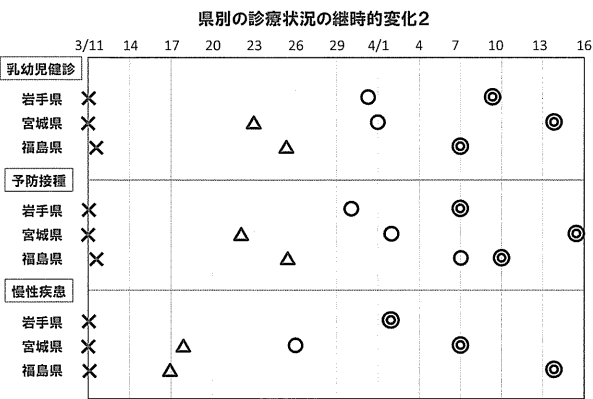 県別の診療状況の継時的変化2
3/11 14 17 20 23 26 29 4/1 4 7 10 13 16
乳幼児健診
岩手県
宮城県
福島県
予防接種
岩手県
宮城県
福島県
慢性疾患
岩手県
宮城県
福島県